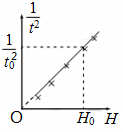 1/t²
1/t₀²
O H₀ H